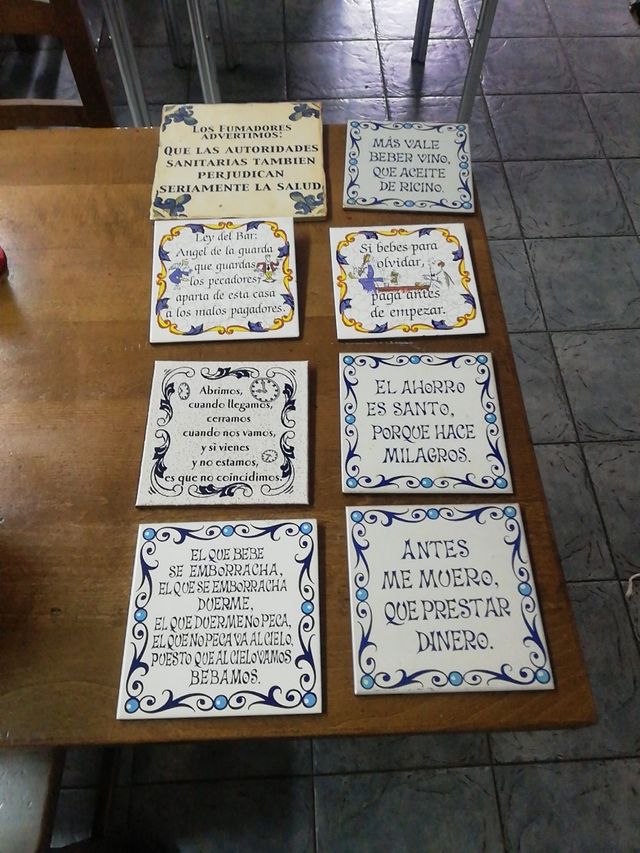 LOS FUMADORES
ADVERTIMOS:
QUE LAS AUTORIDADES
SANITARIAS TAMBIEN
PERJUDICAN
SERIAMENTE LA SALUD
MÁS VALE
BEBER VINO,
QUE ACEITE
DE RICINO.
Ley del Bar:
Angel de la guarda
que guardas
los pecadores,
aparta de esta casa
a los malos pagadores.
Si bebes para
olvidar,
paga antes
de empezar.
Abrimos,
cuando llegamos,
cerramos
cuando nos vamos,
y si vienes
y no estamos,
es que no coincidimos.
EL AHORRO
ES SANTO,
PORQUE HACE
MILAGROS.
EL QUE BEBE
SE EMBORRACHA,
EL QUE SE EMBORRACHA
DUERME,
EL QUE DUERME NO PECA,
EL QUE NO PECA VA AL CIELO,
PUESTO QUE AL CIELO VAMOS
BEBAMOS.
ANTES
ME MUERO,
QUE PRESTAR
DINERO.